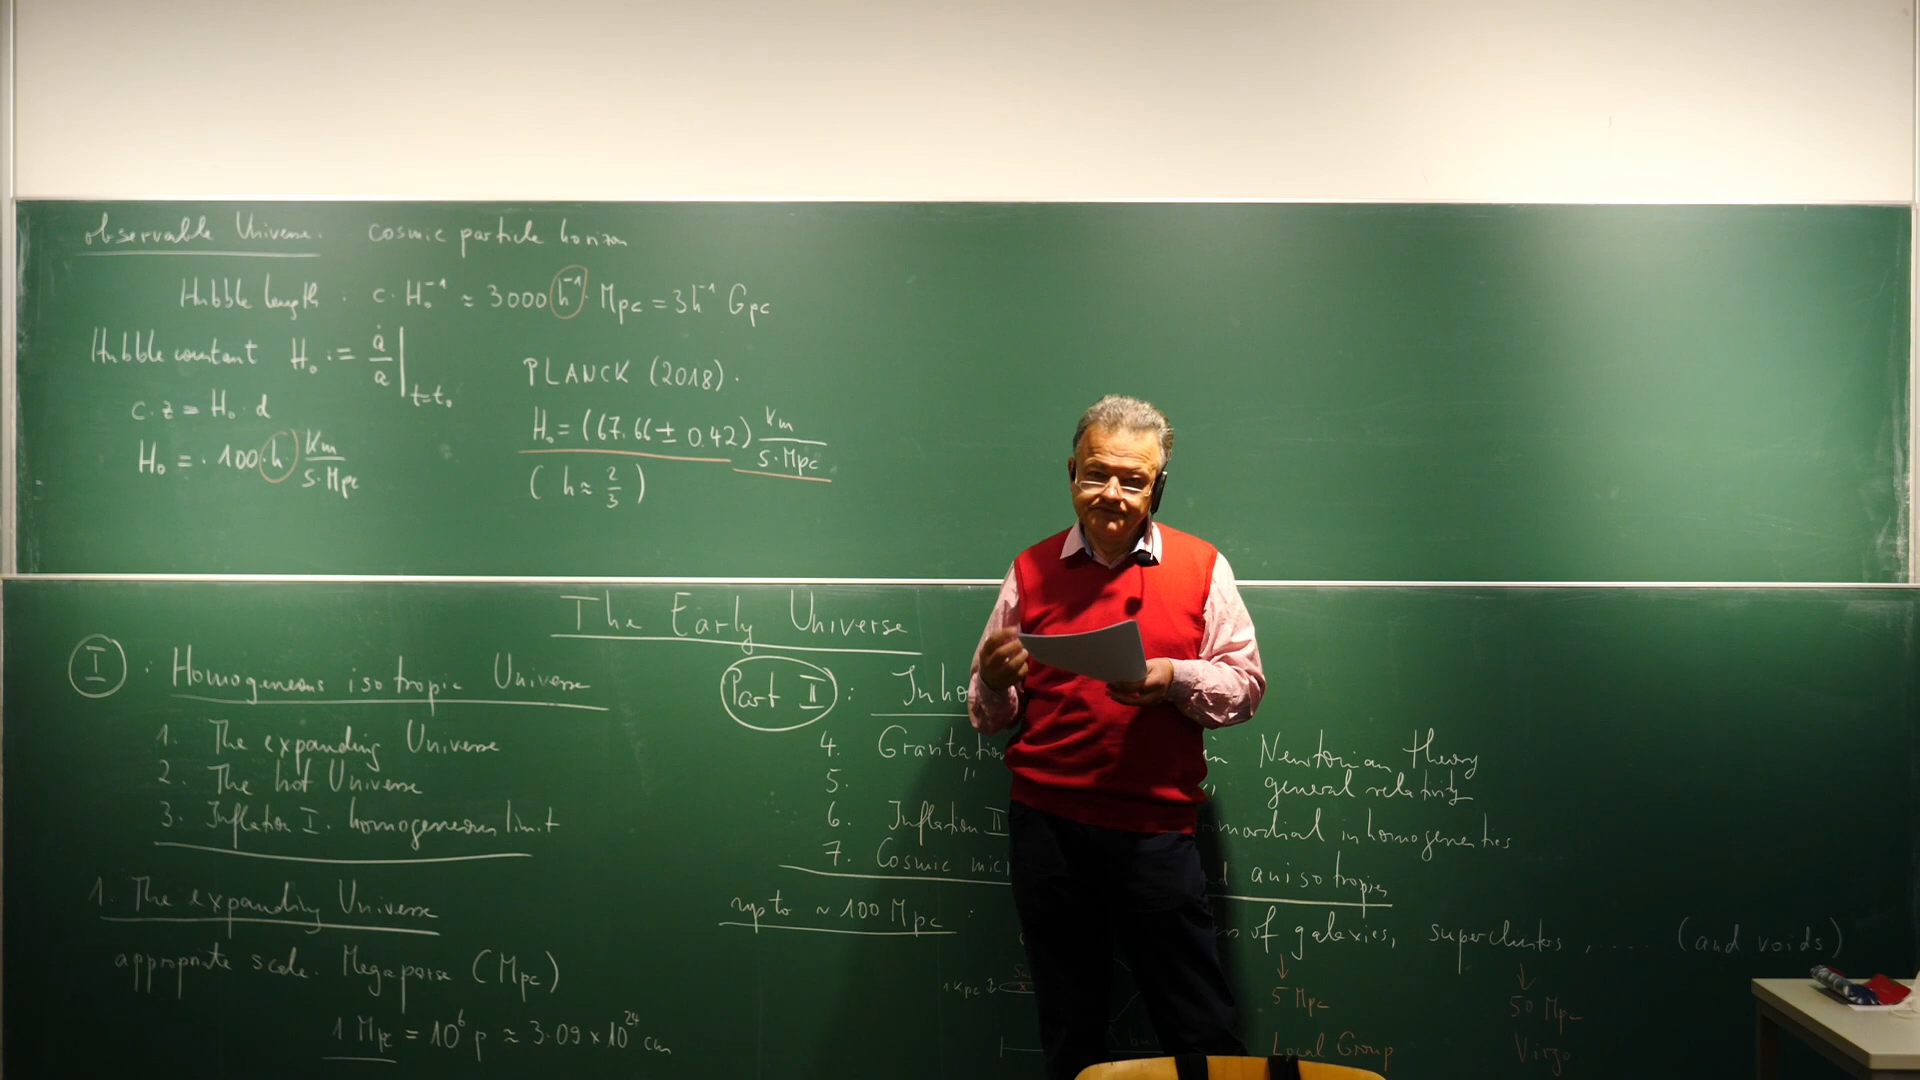 observable Universe. cosmic particle horizon
Hubble length. c·H₀⁻¹ ≈ 3000 h⁻¹ Mpc = 3h⁻¹ Gpc
Hubble constant H₀ := ȧ/a |t=t₀
c·z = H₀·d
H₀ = 100·h km/s·Mpc
PLANCK (2018).
H₀ = (67.66 ± 0.42) km/s·Mpc
(h ≈ 2/3)
The Early Universe
I : Homogeneous isotropic Universe
1. The expanding Universe
2. The hot Universe
3. Inflation I. homogeneous limit
1. The expanding Universe
appropriate scale. Megaparse (Mpc)
1 Mpc = 10⁶ p ≈ 3.09 × 10²⁴ cm
Part II : Inho
4. Gravitation in Newtonian theory
5. " " general relativity
6. Inflation II mordial inhomogeneities
7. Cosmic mic d anisotropies
up to ~ 100 Mpc : of galaxies, superclusters, .... (and voids)
1 kpc
↓ 5 Mpc
Local Group
↓ 50 Mpc
Virgo